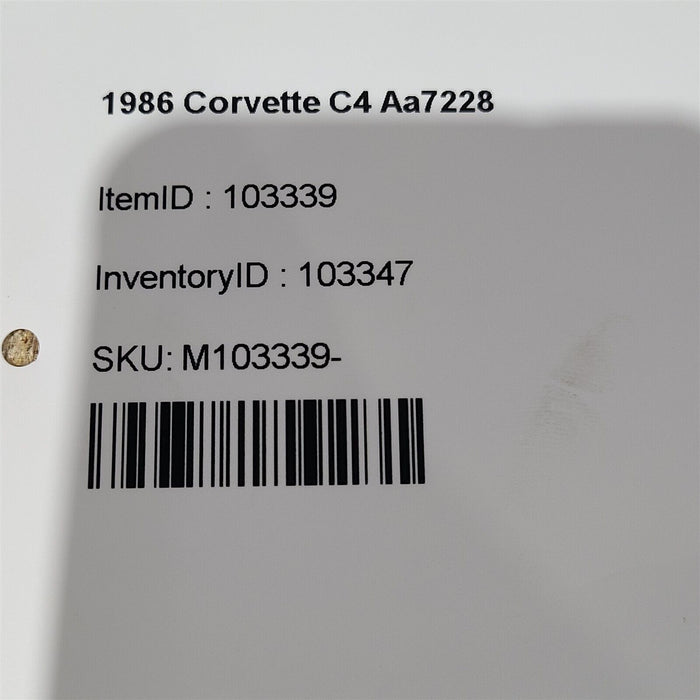 1986 Corvette C4 Aa7228
ItemID : 103339
InventoryID : 103347
SKU: M103339-